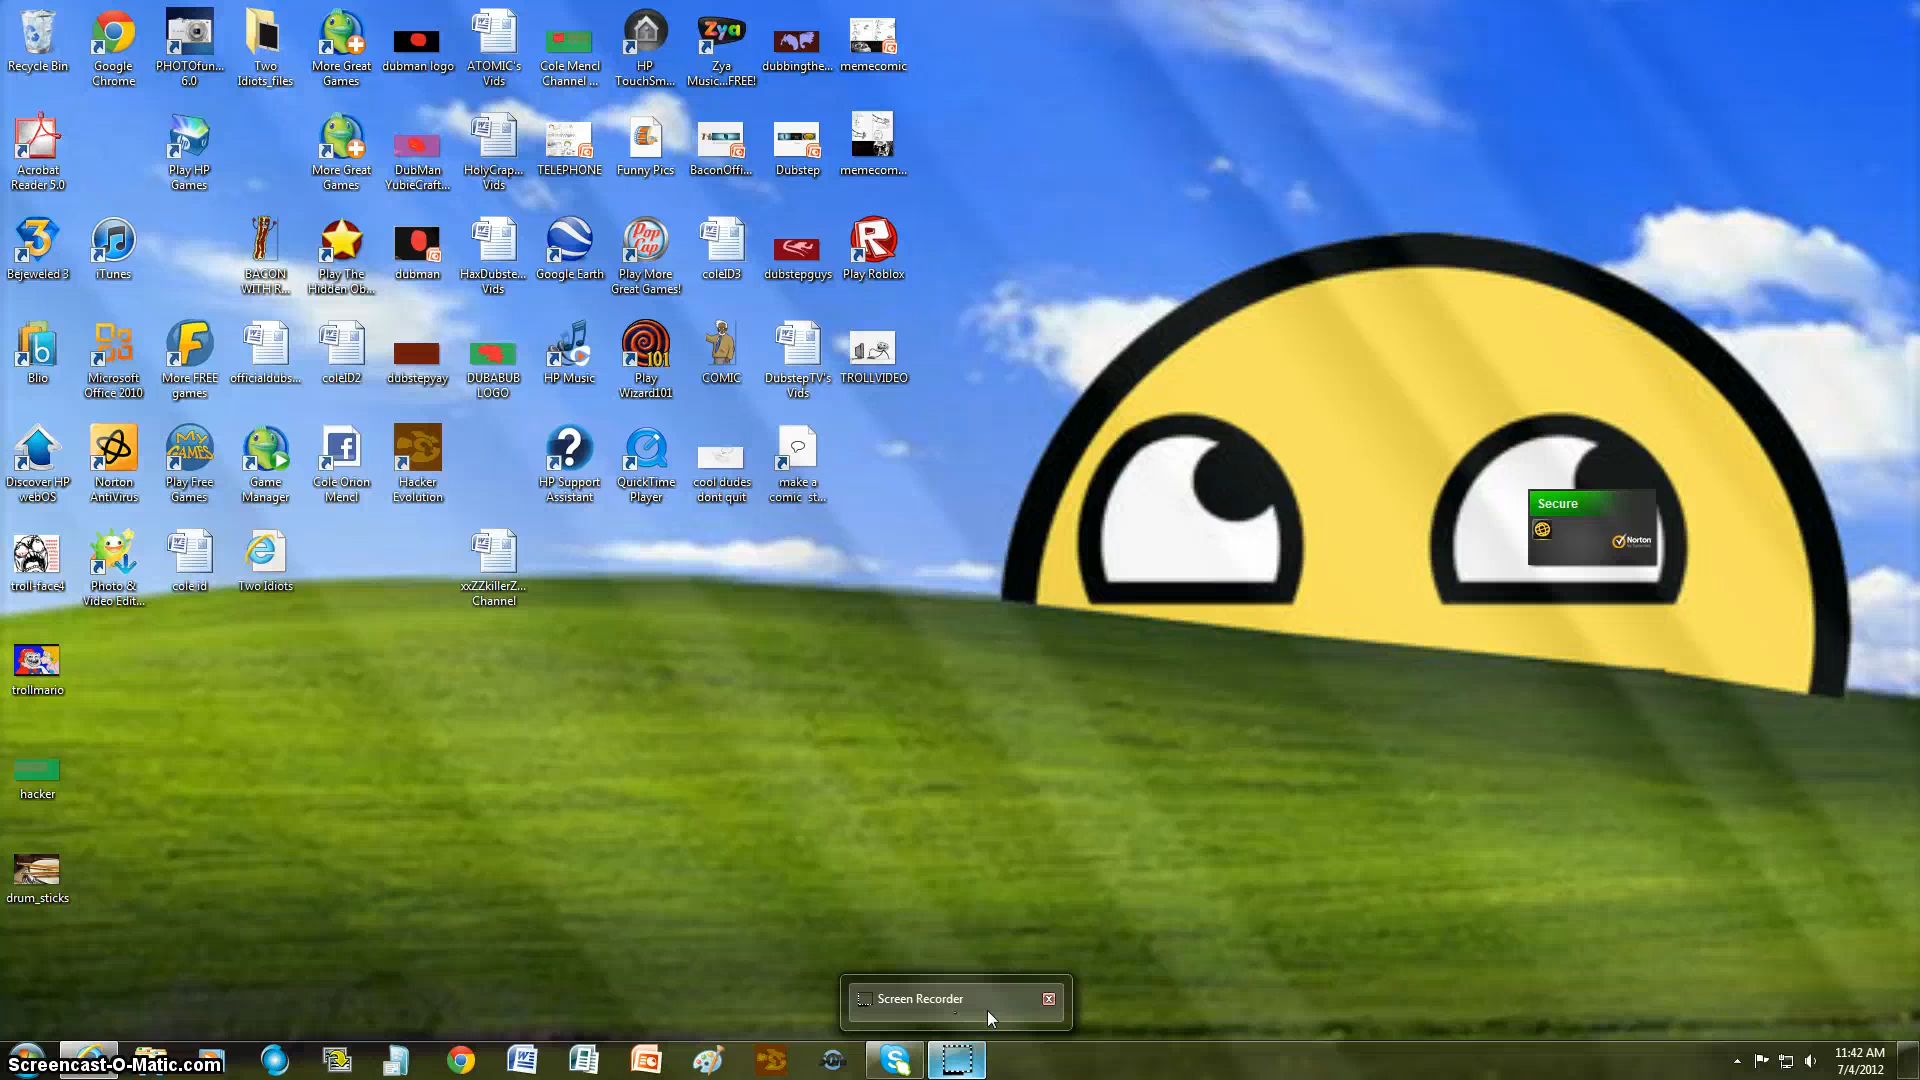 Recycle Bin
Google Chrome
PHOTOfun... 6.0
Two Idiots_files
More Great Games
dubman logo
ATOMIC's Vids
Cole Mencl Channel ...
HP TouchSm...
Zya Music...FREE!
dubbingthe...
memecomic
Acrobat Reader 5.0
Play HP Games
More Great Games
DubMan YubieCraft...
HolyCrap... Vids
TELEPHONE
Funny Pics
BaconOffi...
Dubstep
memecom...
Bejeweled 3
iTunes
BACON WITH R...
Play The Hidden Ob...
dubman
HaxDubste... Vids
Google Earth
Play More Great Games!
coleID3
dubstepguys
Play Roblox
Blio
Microsoft Office 2010
More FREE games
officialdubs...
coleID2
dubstepyay
DUBABUB LOGO
HP Music
Play Wizard101
COMIC
DubstepTV's Vids
TROLLVIDEO
Discover HP webOS
Norton AntiVirus
Play Free Games
Game Manager
Cole Orion Mencl
Hacker Evolution
HP Support Assistant
QuickTime Player
cool dudes dont quit
make a comic st...
Secure
Norton
troll-face4
Photo & Video Edit...
cole id
Two Idiots
xxZZkillerZ... Channel
trollmario
hacker
drum_sticks
Screen Recorder
Screencast-O-Matic.com
11:42 AM
7/4/2012